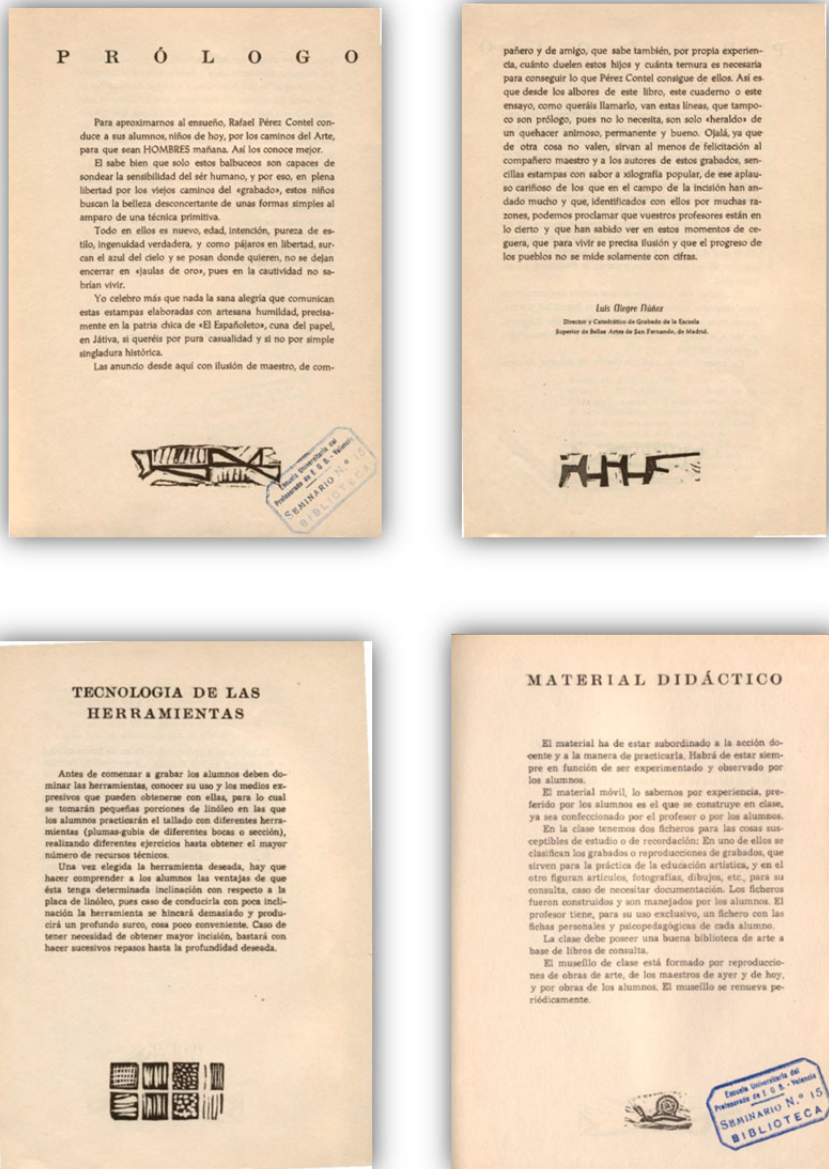 PRÓLOGO
Para aproximarnos al ensueño, Rafael Pérez Contel con-
duce a sus alumnos, niños de hoy, por los caminos del Arte,
para que sean HOMBRES mañana. Así los conoce mejor.
El sabe bien que solo estos balbuceos son capaces de
sondear la sensibilidad del sér humano, y por eso, en plena
libertad por los viejos caminos del «grabado», estos niños
buscan la belleza desconcertante de unas formas simples al
amparo de una técnica primitiva.
Todo en ellos es nuevo, edad, intención, pureza de es-
tilo, ingenuidad verdadera, y como pájaros en libertad, sur-
can el azul del cielo y se posan donde quieren, no se dejan
encerrar en «jaulas de oro», pues en la cautividad no sa-
brían vivir.
Yo celebro más que nada la sana alegría que comunican
estas estampas elaboradas con artesana humildad, precisa-
mente en la patria chica de «El Españoleto», cuna del papel,
en Játiva, si queréis por pura casualidad y si no por simple
singladura histórica.
Las anuncio desde aquí con ilusión de maestro, de com-
Escuela Universitaria del
Profesorado de E. G. B. - Valencia
SEMINARIO N.º 15
BIBLIOTECA
pañero y de amigo, que sabe también, por propia experien-
cia, cuánto duelen estos hijos y cuánta ternura es necesaria
para conseguir lo que Pérez Contel consigue de ellos. Así es
que desde los albores de este libro, este cuaderno o este
ensayo, como queráis llamarlo, van estas líneas, que tampo-
co son prólogo, pues no lo necesita, son solo «heraldo» de
un quehacer animoso, permanente y bueno. Ojalá, ya que
de otra cosa no valen, sirvan al menos de felicitación al
compañero maestro y a los autores de estos grabados, sen-
cillas estampas con sabor a xilografía popular, de ese aplau-
so cariñoso de los que en el campo de la incisión han an-
dado mucho y que, identificados con ellos por muchas ra-
zones, podemos proclamar que vuestros profesores están en
lo cierto y que han sabido ver en estos momentos de ce-
guera, que para vivir se precisa ilusión y que el progreso de
los pueblos no se mide solamente con cifras.
Luis Alegre Núñez
Director y Catedrático de Grabado de la Escuela
Superior de Bellas Artes de San Fernando, de Madrid.
TECNOLOGIA DE LAS
HERRAMIENTAS
Antes de comenzar a grabar los alumnos deben do-
minar las herramientas, conocer su uso y los medios ex-
presivos que pueden obtenerse con ellas, para lo cual
se tomarán pequeñas porciones de linóleo en las que
los alumnos practicarán el tallado con diferentes herra-
mientas (plumas-gubia de diferentes bocas o sección),
realizando diferentes ejercicios hasta obtener el mayor
número de recursos técnicos.
Una vez elegida la herramienta deseada, hay que
hacer comprender a los alumnos las ventajas de que
ésta tenga determinada inclinación con respecto a la
placa de linóleo, pues caso de conducirla con poca incli-
nación la herramienta se hincará demasiado y produ-
cirá un profundo surco, cosa poco conveniente. Caso de
tener necesidad de obtener mayor incisión, bastará con
hacer sucesivos repasos hasta la profundidad deseada.
MATERIAL DIDÁCTICO
El material ha de estar subordinado a la acción do-
cente y a la manera de practicarla. Habrá de estar siem-
pre en función de ser experimentado y observado por
los alumnos.
El material móvil, lo sabemos por experiencia, pre-
ferido por los alumnos es el que se construye en clase,
ya sea confeccionado por el profesor o por los alumnos.
En la clase tenemos dos ficheros para las cosas sus-
ceptibles de estudio o de recordación: En uno de ellos se
clasifican los grabados o reproducciones de grabados, que
sirven para la práctica de la educación artística, y en el
otro figuran artículos, fotografías, dibujos, etc., para su
consulta, caso de necesitar documentación. Los ficheros
fueron construidos y son manejados por los alumnos. El
profesor tiene, para su uso exclusivo, un fichero con las
fichas personales y psicopedagógicas de cada alumno.
La clase debe poseer una buena biblioteca de arte a
base de libros de consulta.
El museíllo de clase está formado por reproduccio-
nes de obras de arte, de los maestros de ayer y de hoy,
y por obras de los alumnos. El museíllo se renueva pe-
riódicamente.
Escuela Universitaria del
Profesorado de E. G. B. - Valencia
SEMINARIO N.º 15
BIBLIOTECA